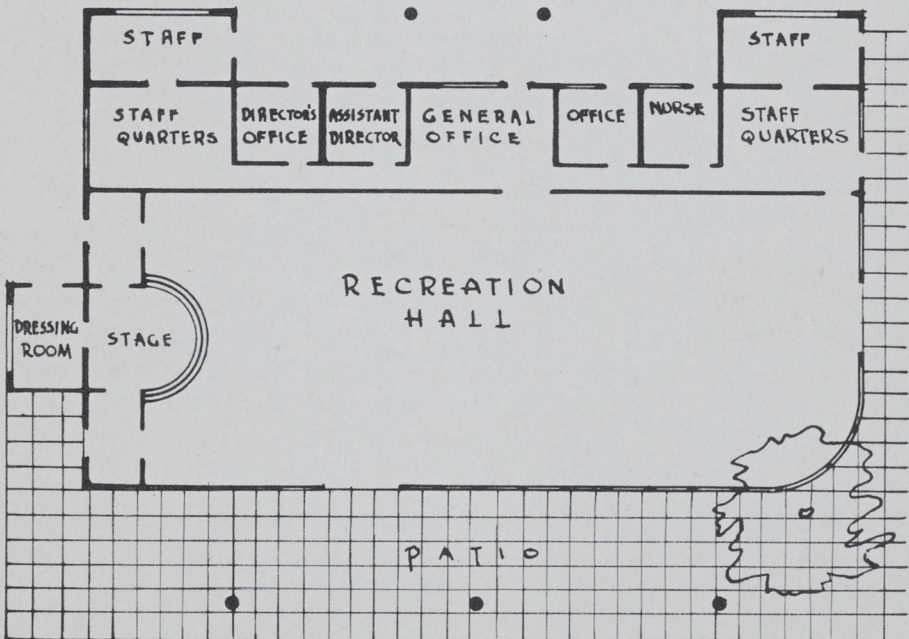 STAFF
STAFF
STAFF
QUARTERS
DIRECTOR'S
OFFICE
ASSISTANT
DIRECTOR
GENERAL
OFFICE
OFFICE
NURSE
STAFF
QUARTERS
RECREATION
HALL
DRESSING
ROOM
STAGE
PATIO